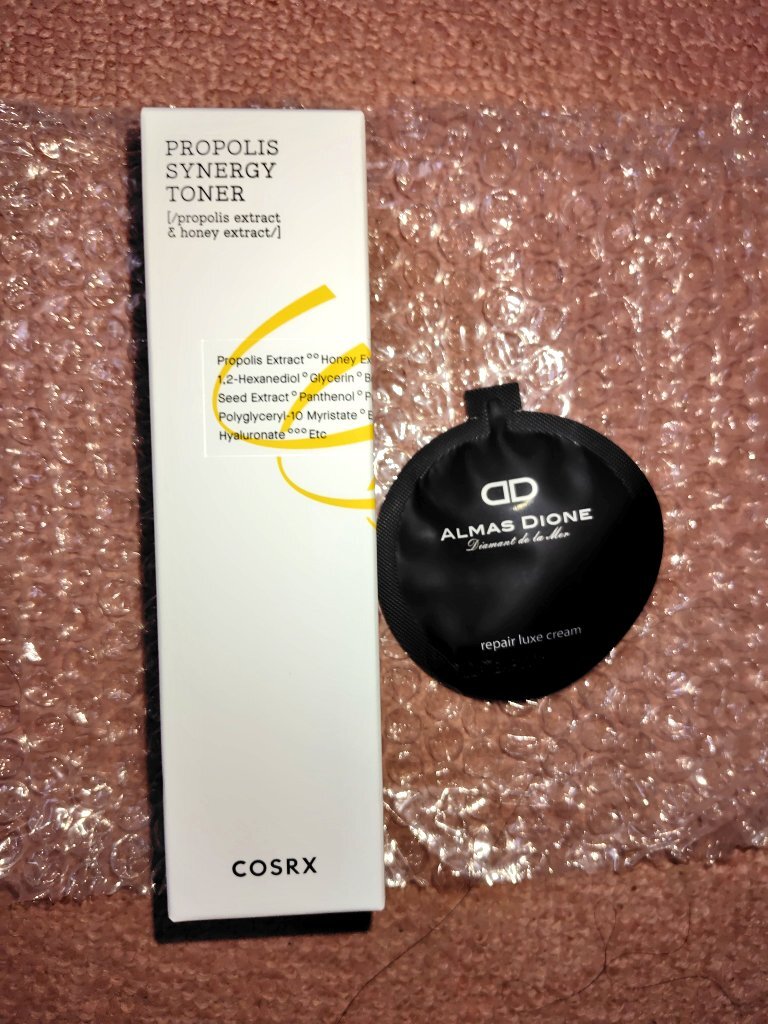 PROPOLIS
SYNERGY
TONER
[/propolis extract
& honey extract/]
Propolis Extract°°Honey Ex
1,2-Hexanediol°Glycerin°B
Seed Extract°Panthenol°P
Polyglyceryl-10 Myristate°
Hyaluronate°°°Etc
COSRX
ALMAS DIONE
Diamant de la Mer
repair luxe cream